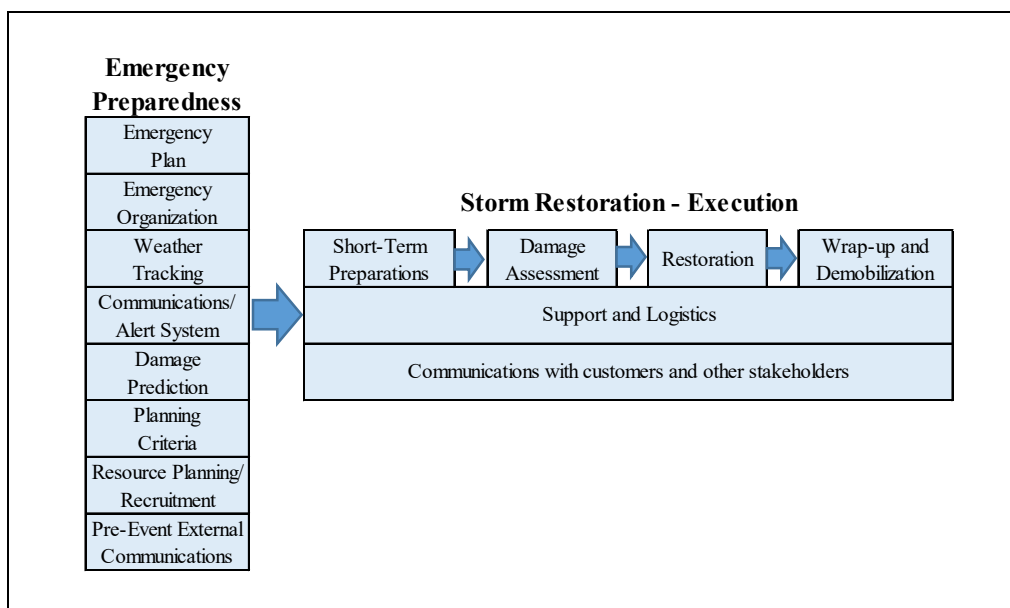 Emergency
Preparedness
Emergency
Plan
Emergency
Organization
Weather
Tracking
Communications/
Alert System
Damage
Prediction
Planning
Criteria
Resource Planning/
Recruitment
Pre-Event External
Communications
Storm Restoration - Execution
Short-Term
Preparations
Damage
Assessment
Restoration
Wrap-up and
Demobilization
Support and Logistics
Communications with customers and other stakeholders